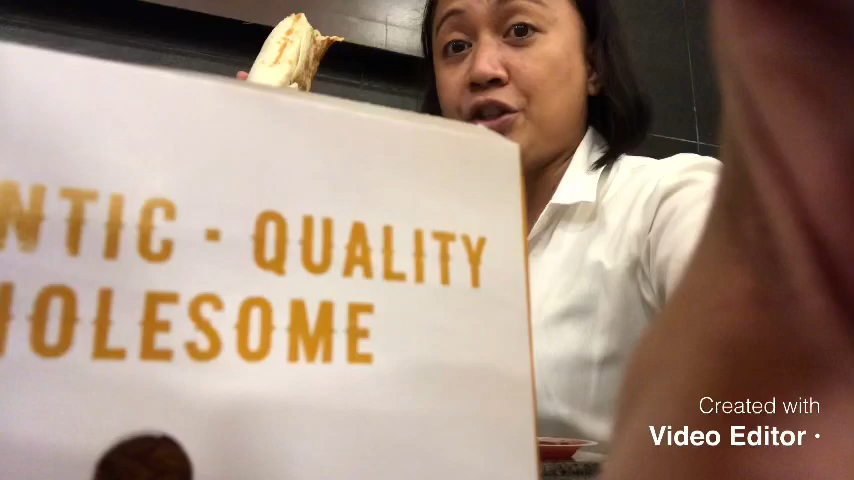 NTIC · QUALITY
HOLESOME
Created with
Video Editor ·